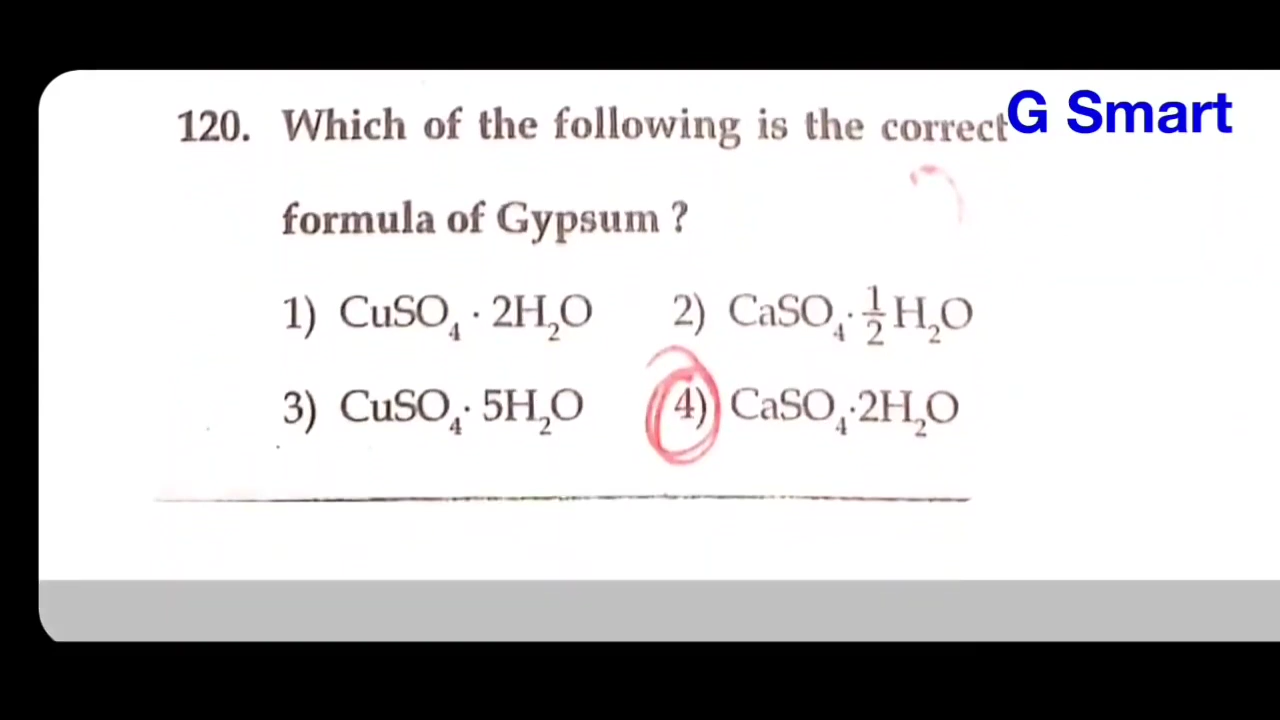 120. Which of the following is the correct
G Smart
formula of Gypsum ?
1) CuSO₄ · 2H₂O 2) CaSO₄ · ½ H₂O
3) CuSO₄ · 5H₂O 4) CaSO₄ · 2H₂O